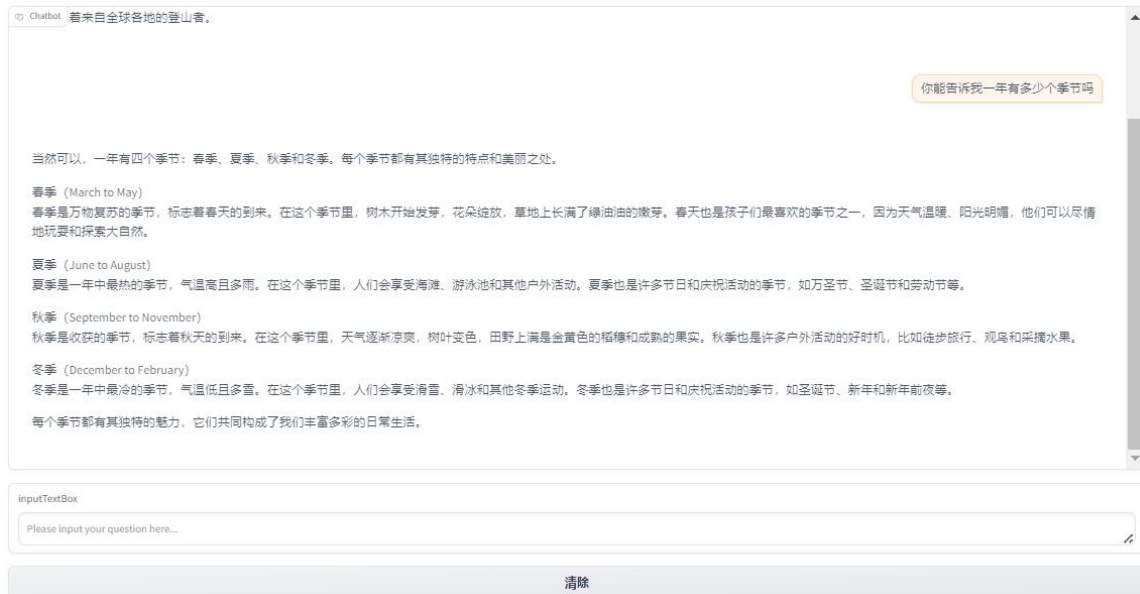 Chatbot 着来自全球各地的登山者。
你能告诉我一年有多少个季节吗
当然可以，一年有四个季节：春季、夏季、秋季和冬季。每个季节都有其独特的特点和美丽之处。
春季（March to May）
春季是万物复苏的季节，标志着春天的到来。在这个季节里，树木开始发芽，花朵绽放，草地上长满了绿油油的嫩芽。春天也是孩子们最喜欢的季节之一，因为天气温暖、阳光明媚，他们可以尽情
地玩耍和探索大自然。
夏季（June to August）
夏季是一年中最热的季节，气温高且多雨。在这个季节里，人们会享受海滩、游泳池和其他户外活动。夏季也是许多节日和庆祝活动的季节，如万圣节、圣诞节和劳动节等。
秋季（September to November）
秋季是收获的季节，标志着秋天的到来。在这个季节里，天气逐渐凉爽，树叶变色，田野上满是金黄色的稻穗和成熟的果实。秋季也是许多户外活动的好时机，比如徒步旅行、观鸟和采摘水果。
冬季（December to February）
冬季是一年中最冷的季节，气温低且多雪。在这个季节里，人们会享受滑雪、滑冰和其他冬季运动。冬季也是许多节日和庆祝活动的季节，如圣诞节、新年和新年前夜等。
每个季节都有其独特的魅力，它们共同构成了我们丰富多彩的日常生活。
inputTextBox
Please input your question here...
清除